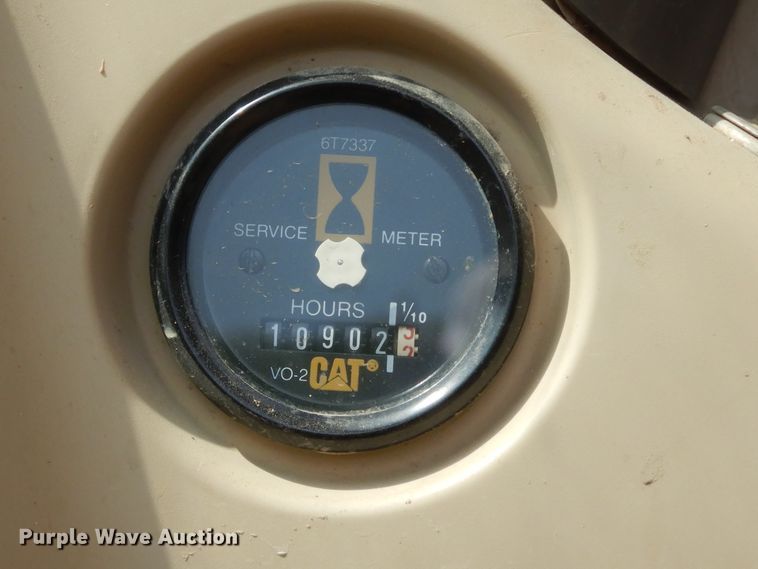 6T7337
SERVICE METER
HOURS 1/10
10902
VO-2 CAT®
Purple Wave Auction®